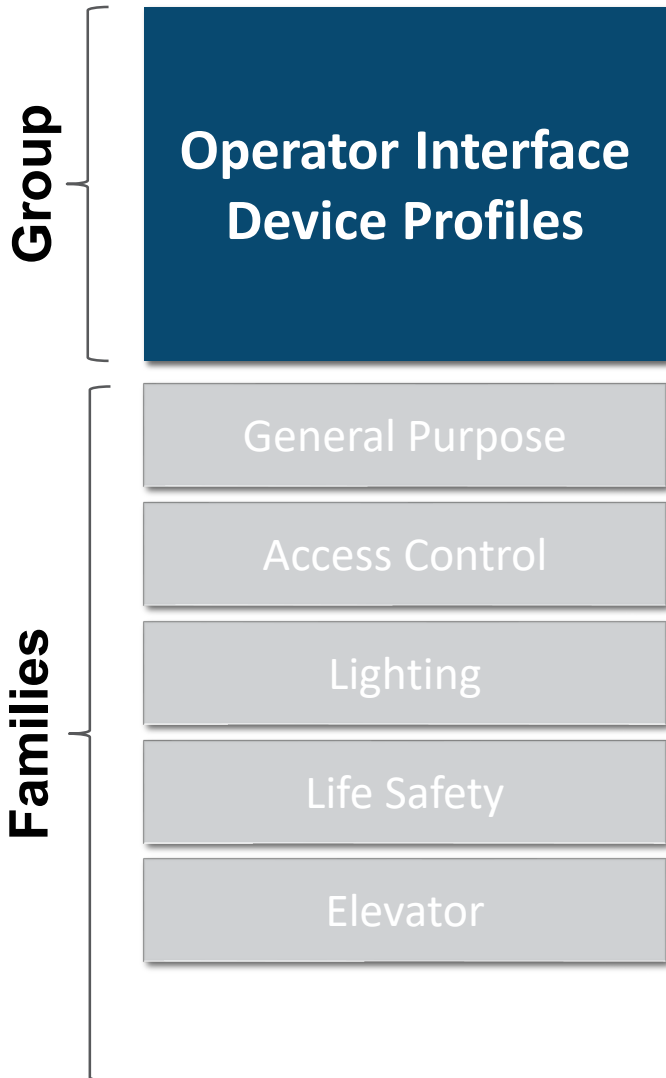 Group
Operator Interface
Device Profiles
Families
General Purpose
Access Control
Lighting
Life Safety
Elevator